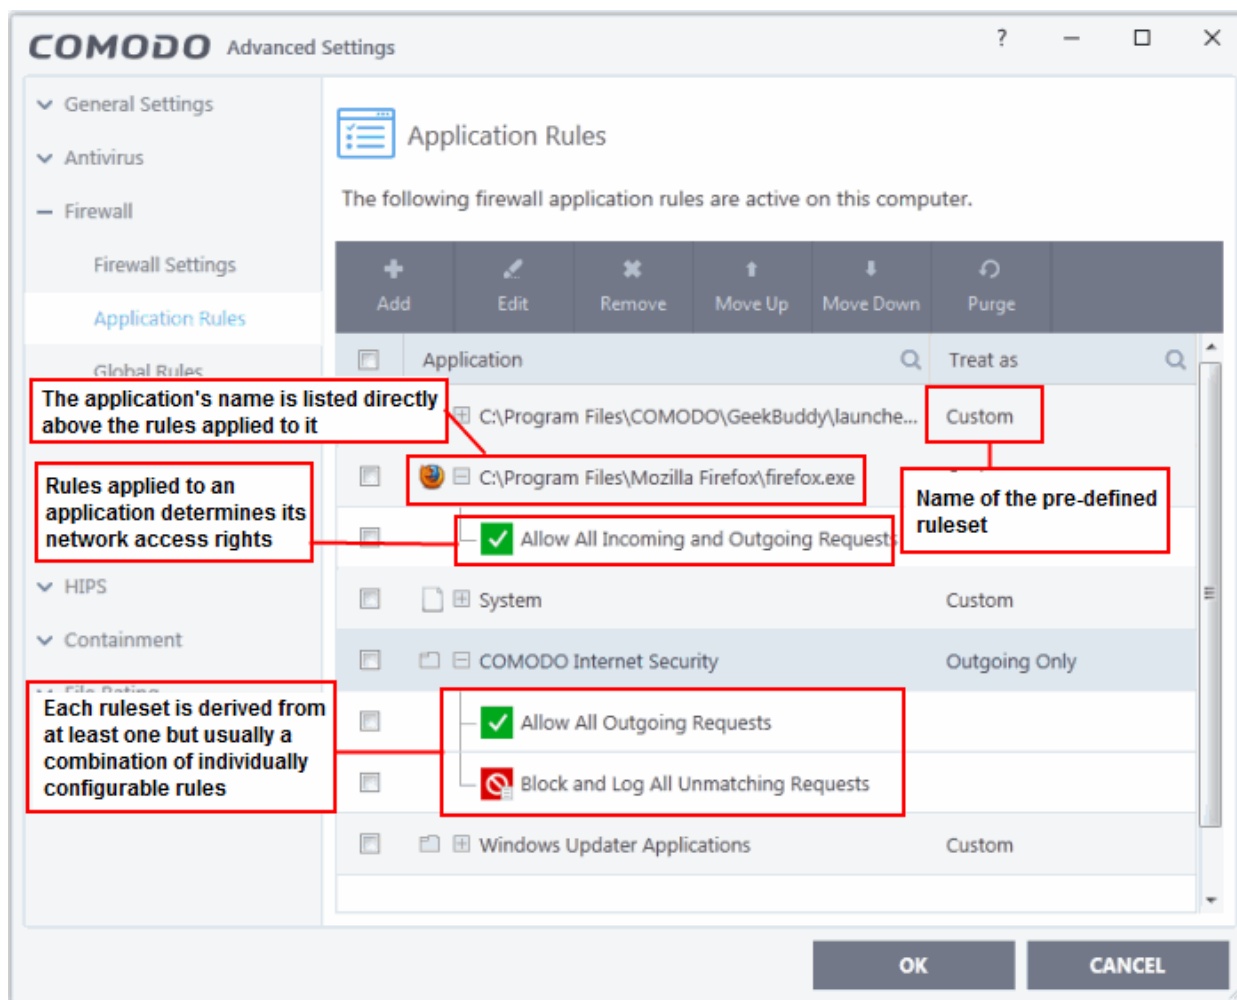 COMODO Advanced Settings
?
General Settings
Antivirus
Firewall
Firewall Settings
Application Rules
Global Rules
HIPS
Containment
File Rating
Application Rules
The following firewall application rules are active on this computer.
Add Edit Remove Move Up Move Down Purge
Application Treat as
C:\Program Files\COMODO\GeekBuddy\launche... Custom
C:\Program Files\Mozilla Firefox\firefox.exe
Allow All Incoming and Outgoing Requests
System Custom
COMODO Internet Security Outgoing Only
Allow All Outgoing Requests
Block and Log All Unmatching Requests
Windows Updater Applications Custom
The application's name is listed directly
above the rules applied to it
Rules applied to an
application determines its
network access rights
Name of the pre-defined
ruleset
Each ruleset is derived from
at least one but usually a
combination of individually
configurable rules
OK CANCEL